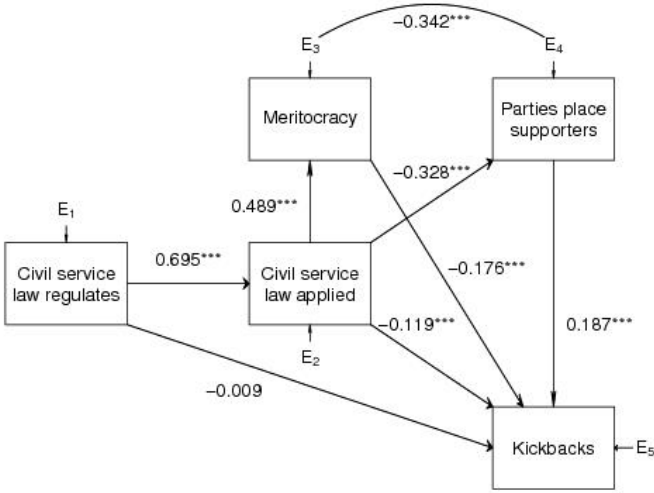 −0.342***
E3
E4
Meritocracy
Parties place
supporters
−0.328***
0.489***
E1
Civil service
law regulates
0.695***
Civil service
law applied
−0.176***
−0.119***
0.187***
E2
−0.009
Kickbacks
E5